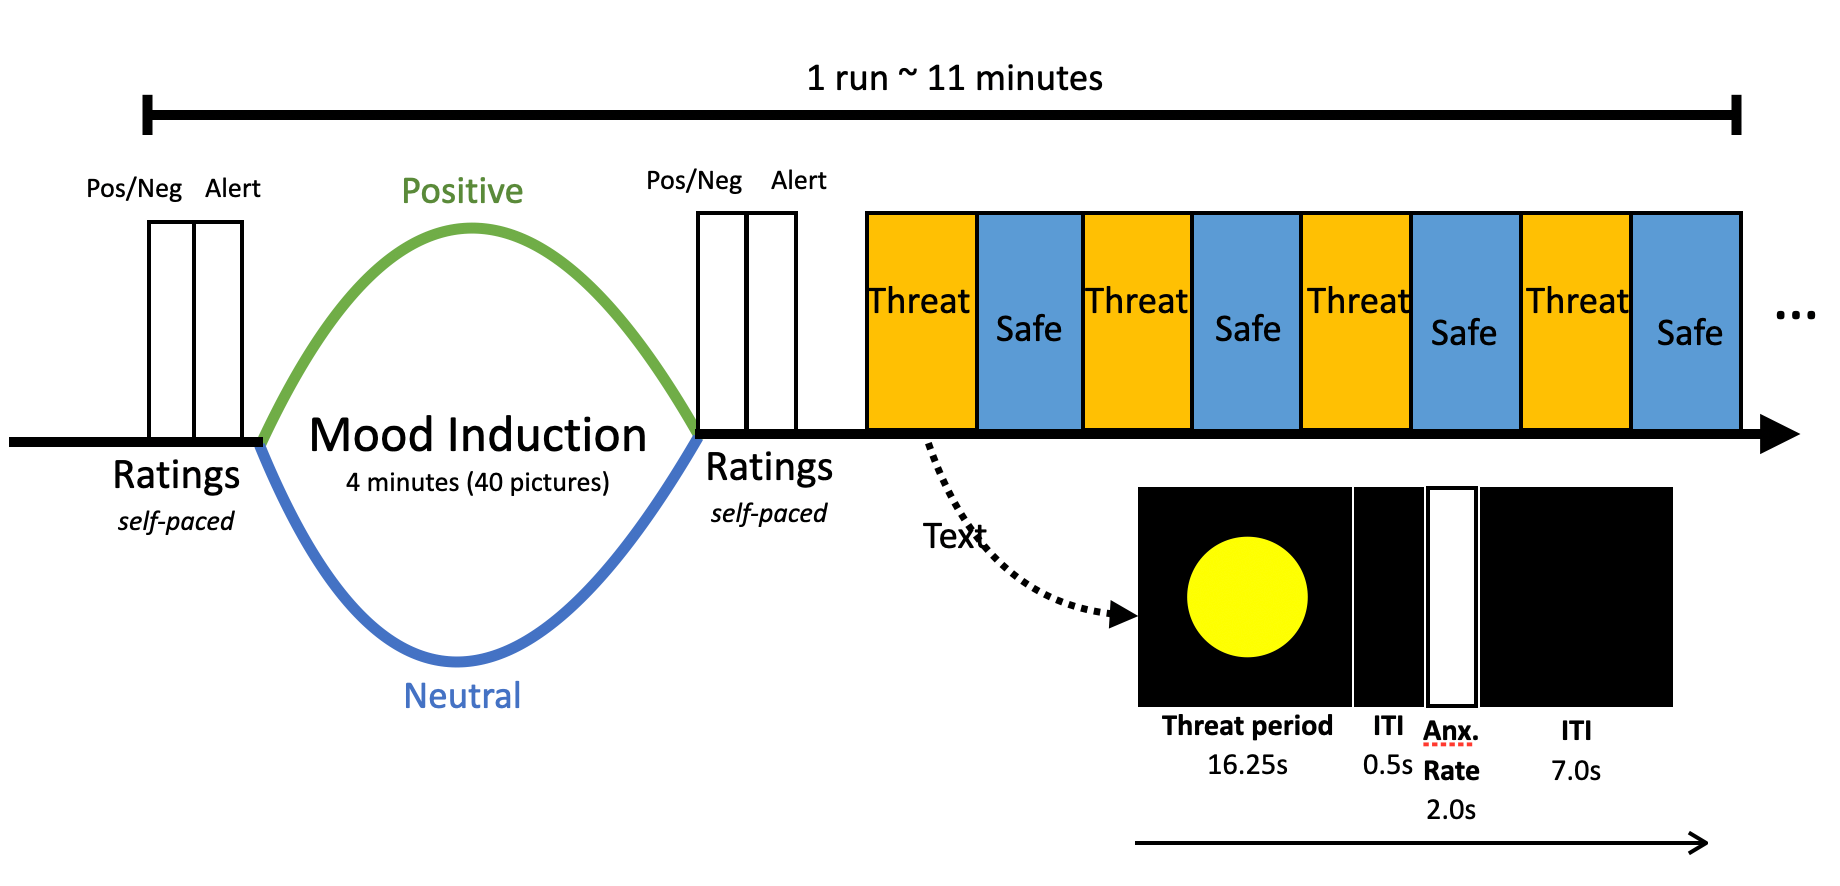 1 run ~ 11 minutes
Pos/Neg Alert
Positive
Pos/Neg Alert
Threat Safe Threat Safe Threat Safe Threat Safe ...
Mood Induction
4 minutes (40 pictures)
Ratings
self-paced
Ratings
self-paced
Neutral
Text
Threat period
16.25s
ITI
0.5s
Anx.
Rate
2.0s
ITI
7.0s